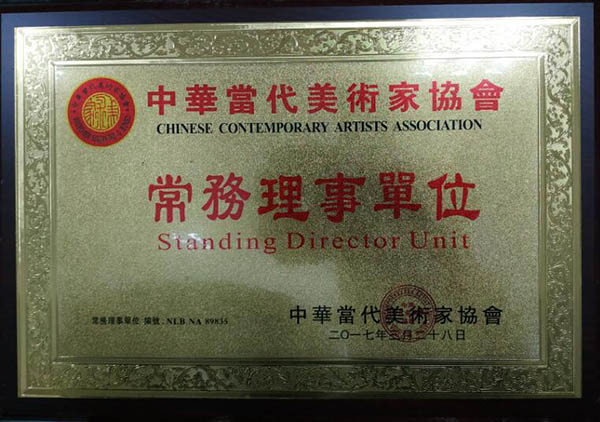 中華當代美術家協會
CHINESE CONTEMPORARY ARTISTS ASSOCIATION
常務理事單位
Standing Director Unit
常務理事單位 編號:NLB NA 89835
中華當代美術家協會
二〇一七年三月二十八日